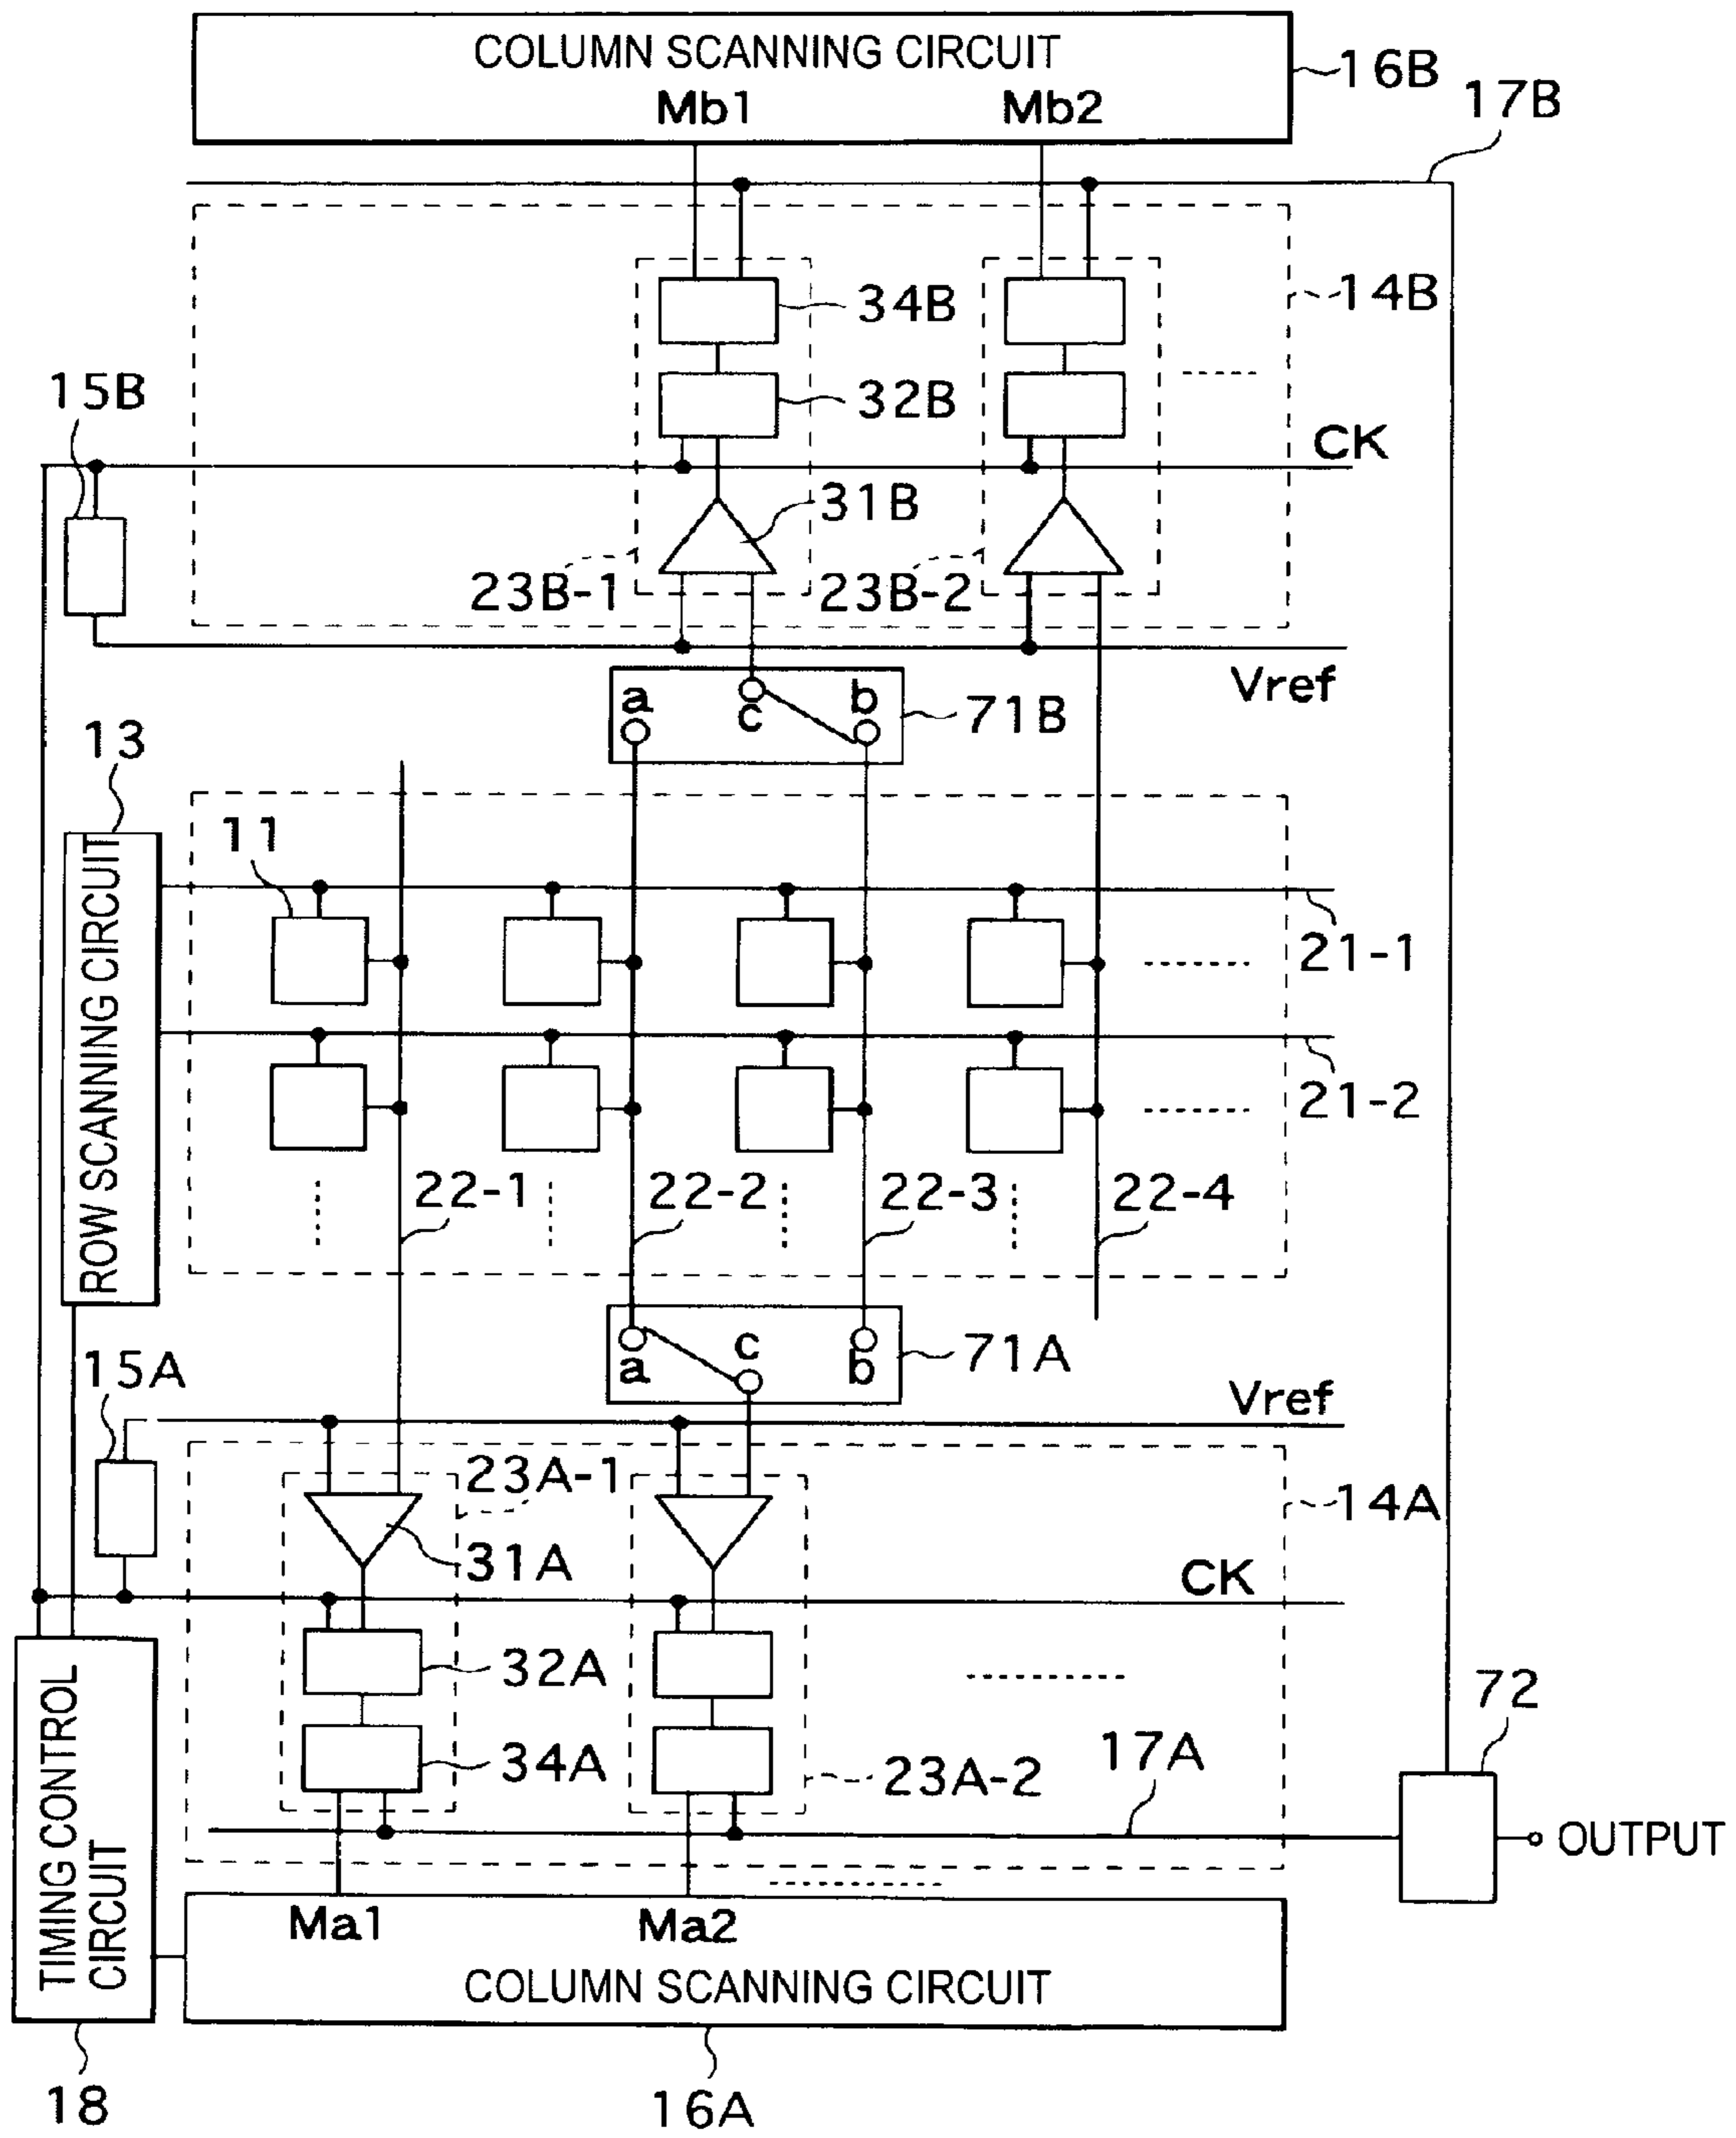 COLUMN SCANNING CIRCUIT
Mb1
Mb2
16B
17B
34B
14B
32B
15B
CK
31B
23B-1
23B-2
Vref
a
c
b
71B
13
11
ROW SCANNING CIRCUIT
21-1
21-2
22-1
22-2
22-3
22-4
a
c
b
71A
15A
Vref
23A-1
14A
31A
CK
32A
72
17A
34A
23A-2
TIMING CONTROL
CIRCUIT
OUTPUT
Ma1
Ma2
COLUMN SCANNING CIRCUIT
18
16A